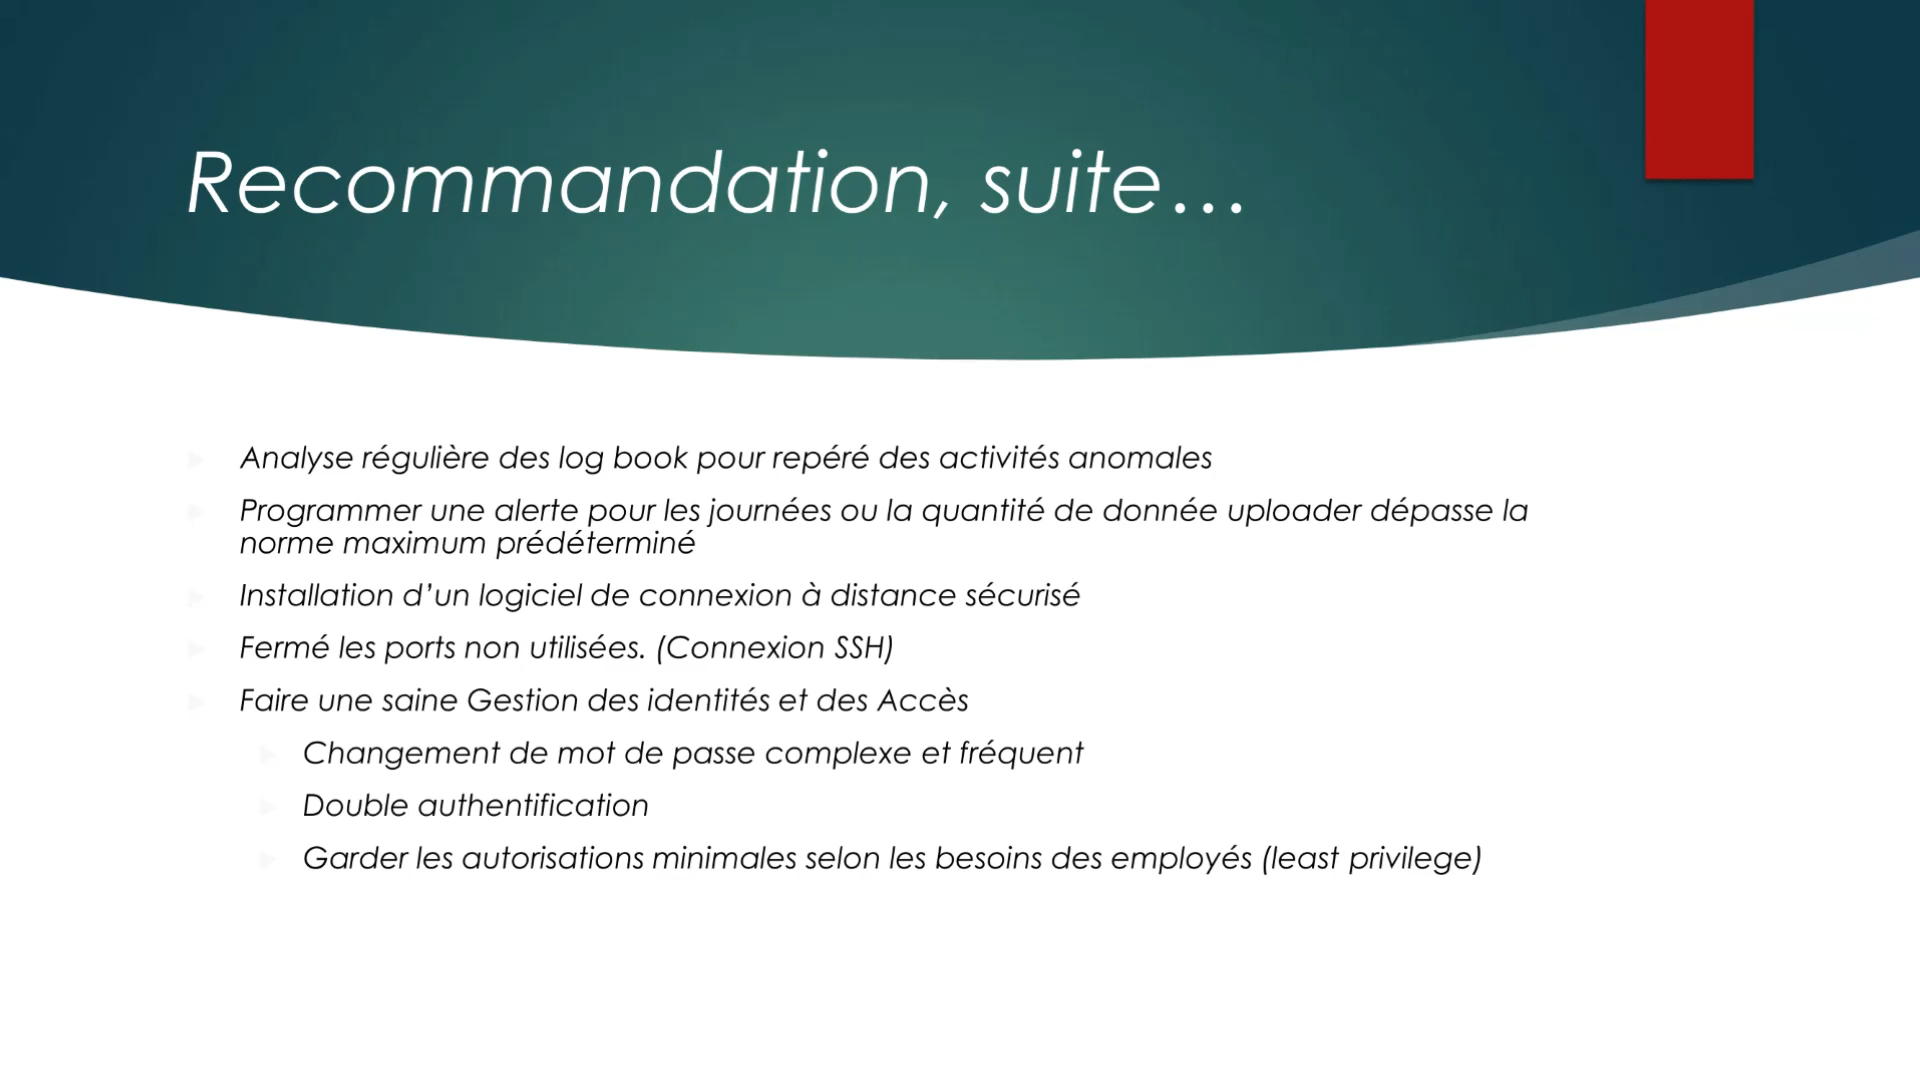 Recommandation, suite...
Analyse régulière des log book pour repéré des activités anomales
Programmer une alerte pour les journées ou la quantité de donnée uploader dépasse la
norme maximum prédéterminé
Installation d’un logiciel de connexion à distance sécurisé
Fermé les ports non utilisées. (Connexion SSH)
Faire une saine Gestion des identités et des Accès
Changement de mot de passe complexe et fréquent
Double authentification
Garder les autorisations minimales selon les besoins des employés (least privilege)